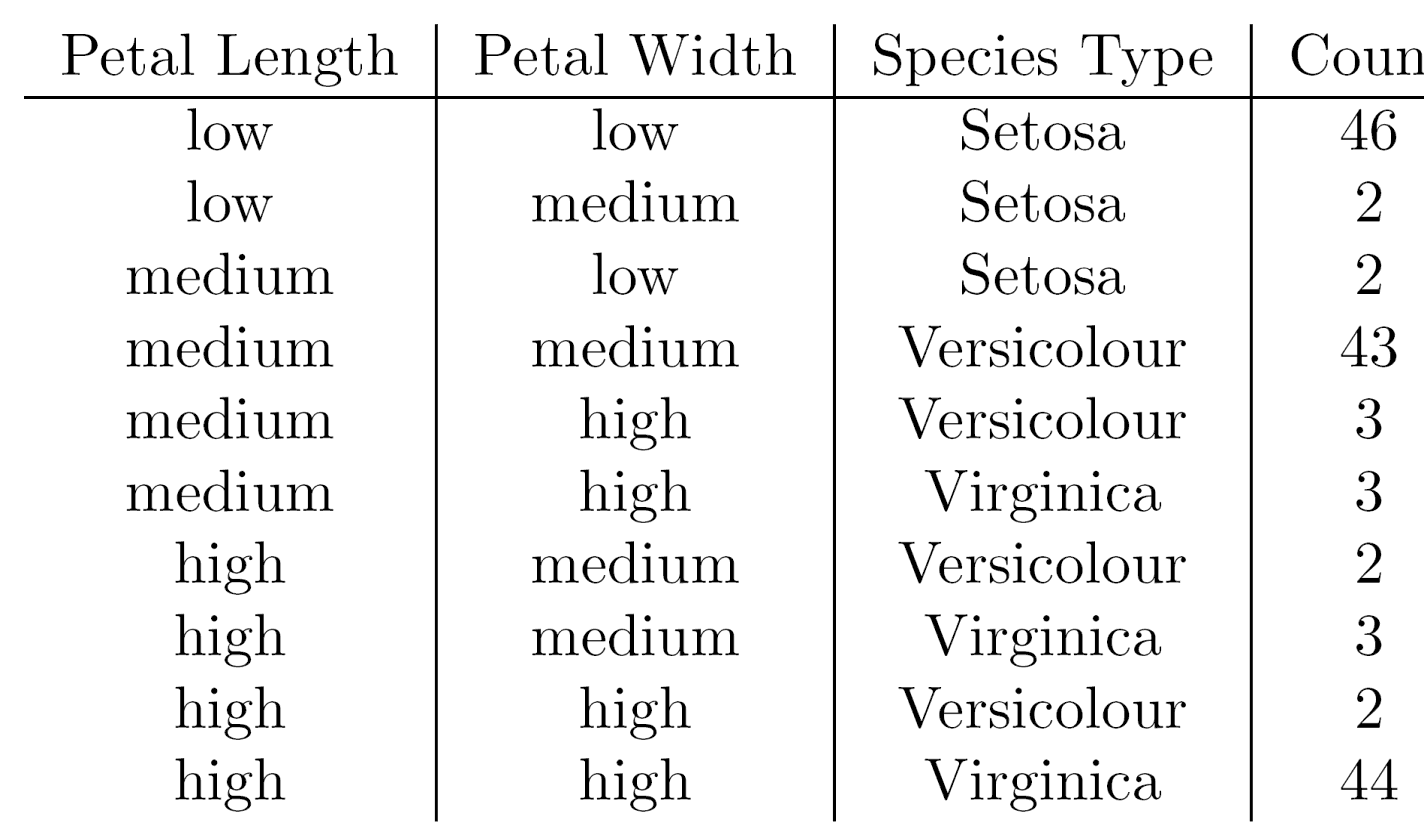 Petal Length Petal Width Species Type Coun
low low Setosa 46
low medium Setosa 2
medium low Setosa 2
medium medium Versicolour 43
medium high Versicolour 3
medium high Virginica 3
high medium Versicolour 2
high medium Virginica 3
high high Versicolour 2
high high Virginica 44